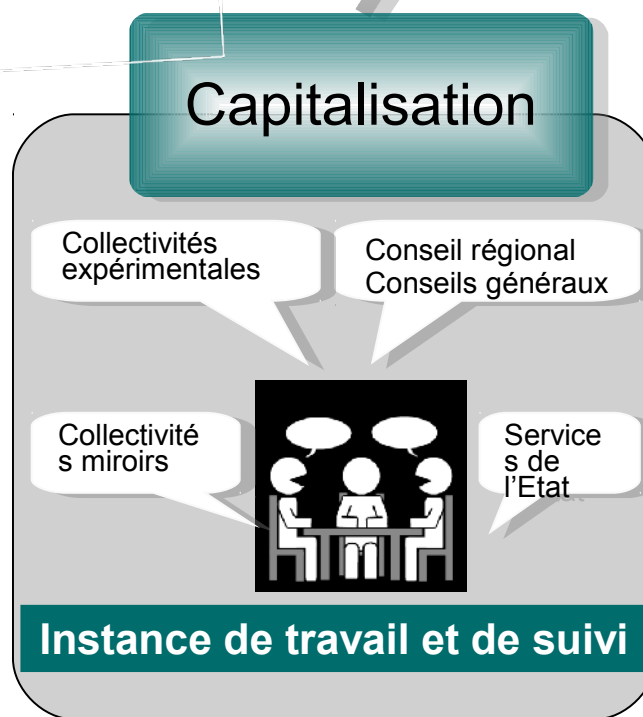 Capitalisation
Collectivités
expérimentales
Conseil régional
Conseils généraux
Collectivité
s miroirs
Service
s de
l’Etat
Instance de travail et de suivi